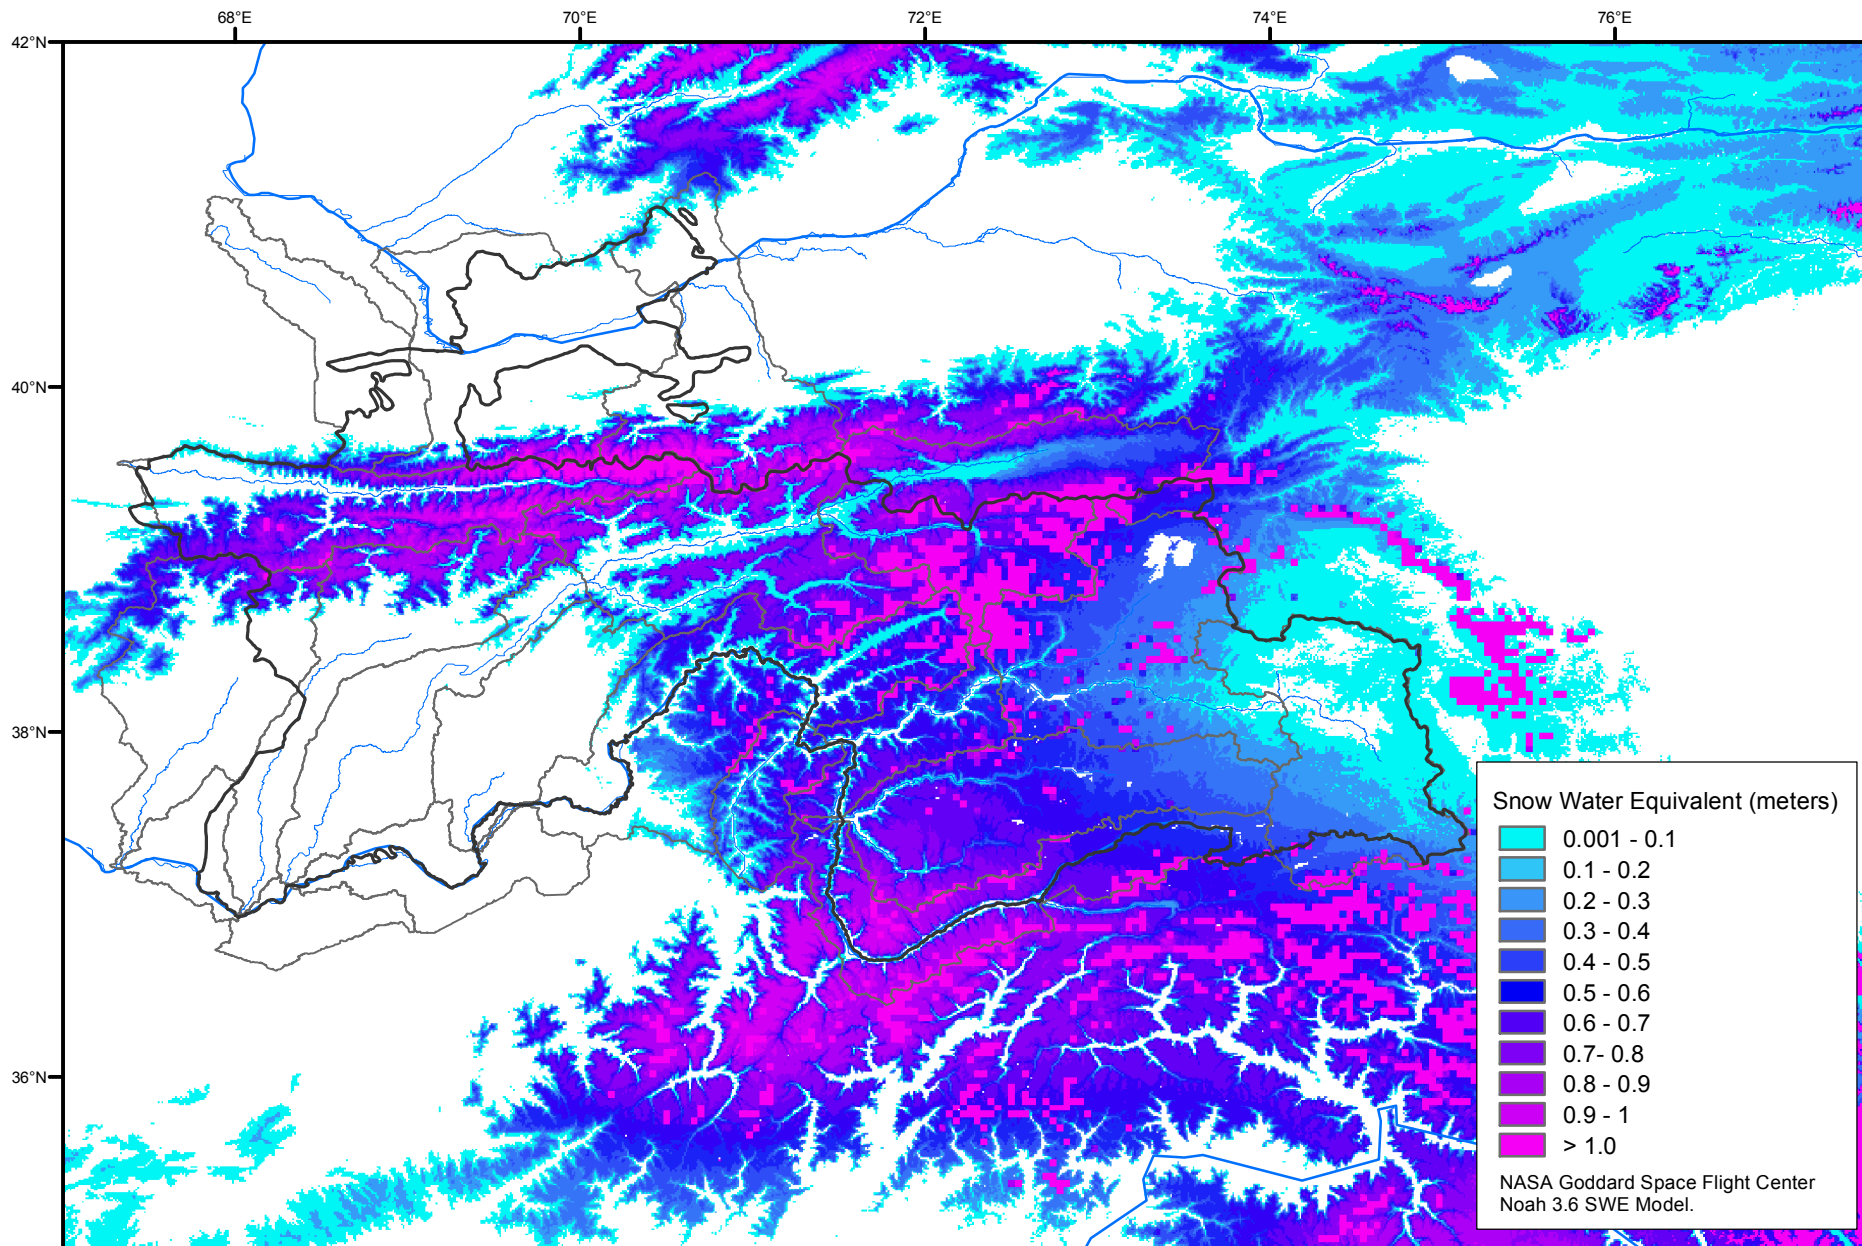 68°E
70°E
72°E
74°E
76°E
42°N
40°N
38°N
36°N
Snow Water Equivalent (meters)
0.001 - 0.1
0.1 - 0.2
0.2 - 0.3
0.3 - 0.4
0.4 - 0.5
0.5 - 0.6
0.6 - 0.7
0.7- 0.8
0.8 - 0.9
0.9 - 1
> 1.0
NASA Goddard Space Flight Center
Noah 3.6 SWE Model.